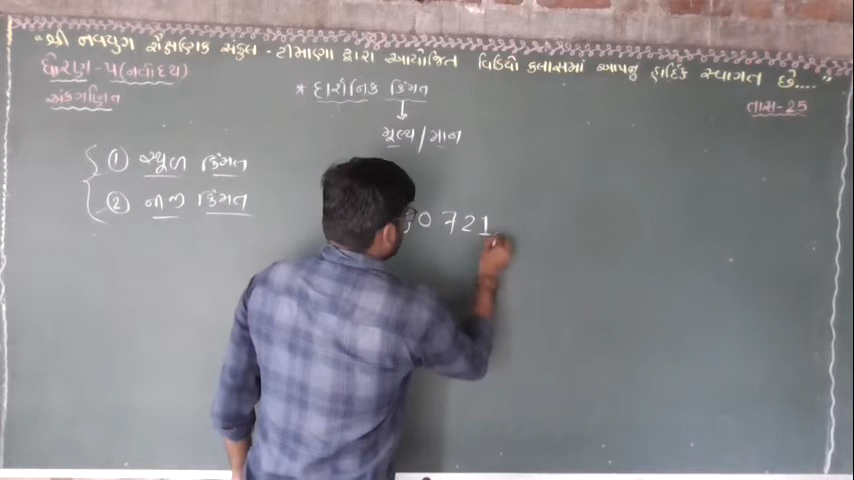 "શ્રી નવયુગ શૈક્ષણિક સંકુલ - ટીમાણા દ્વારા આયોજિત વિડિયો ક્લાસમાં આપનું હાર્દિક સ્વાગત છે...."
ધોરણ-૫(નવોદય)
અંકગણિત
* દાર્શનિક કિંમત
તાસ-25
↓
મૂલ્ય/માન
① સ્થૂળ કિંમત
② નીજ કિંમત
0721